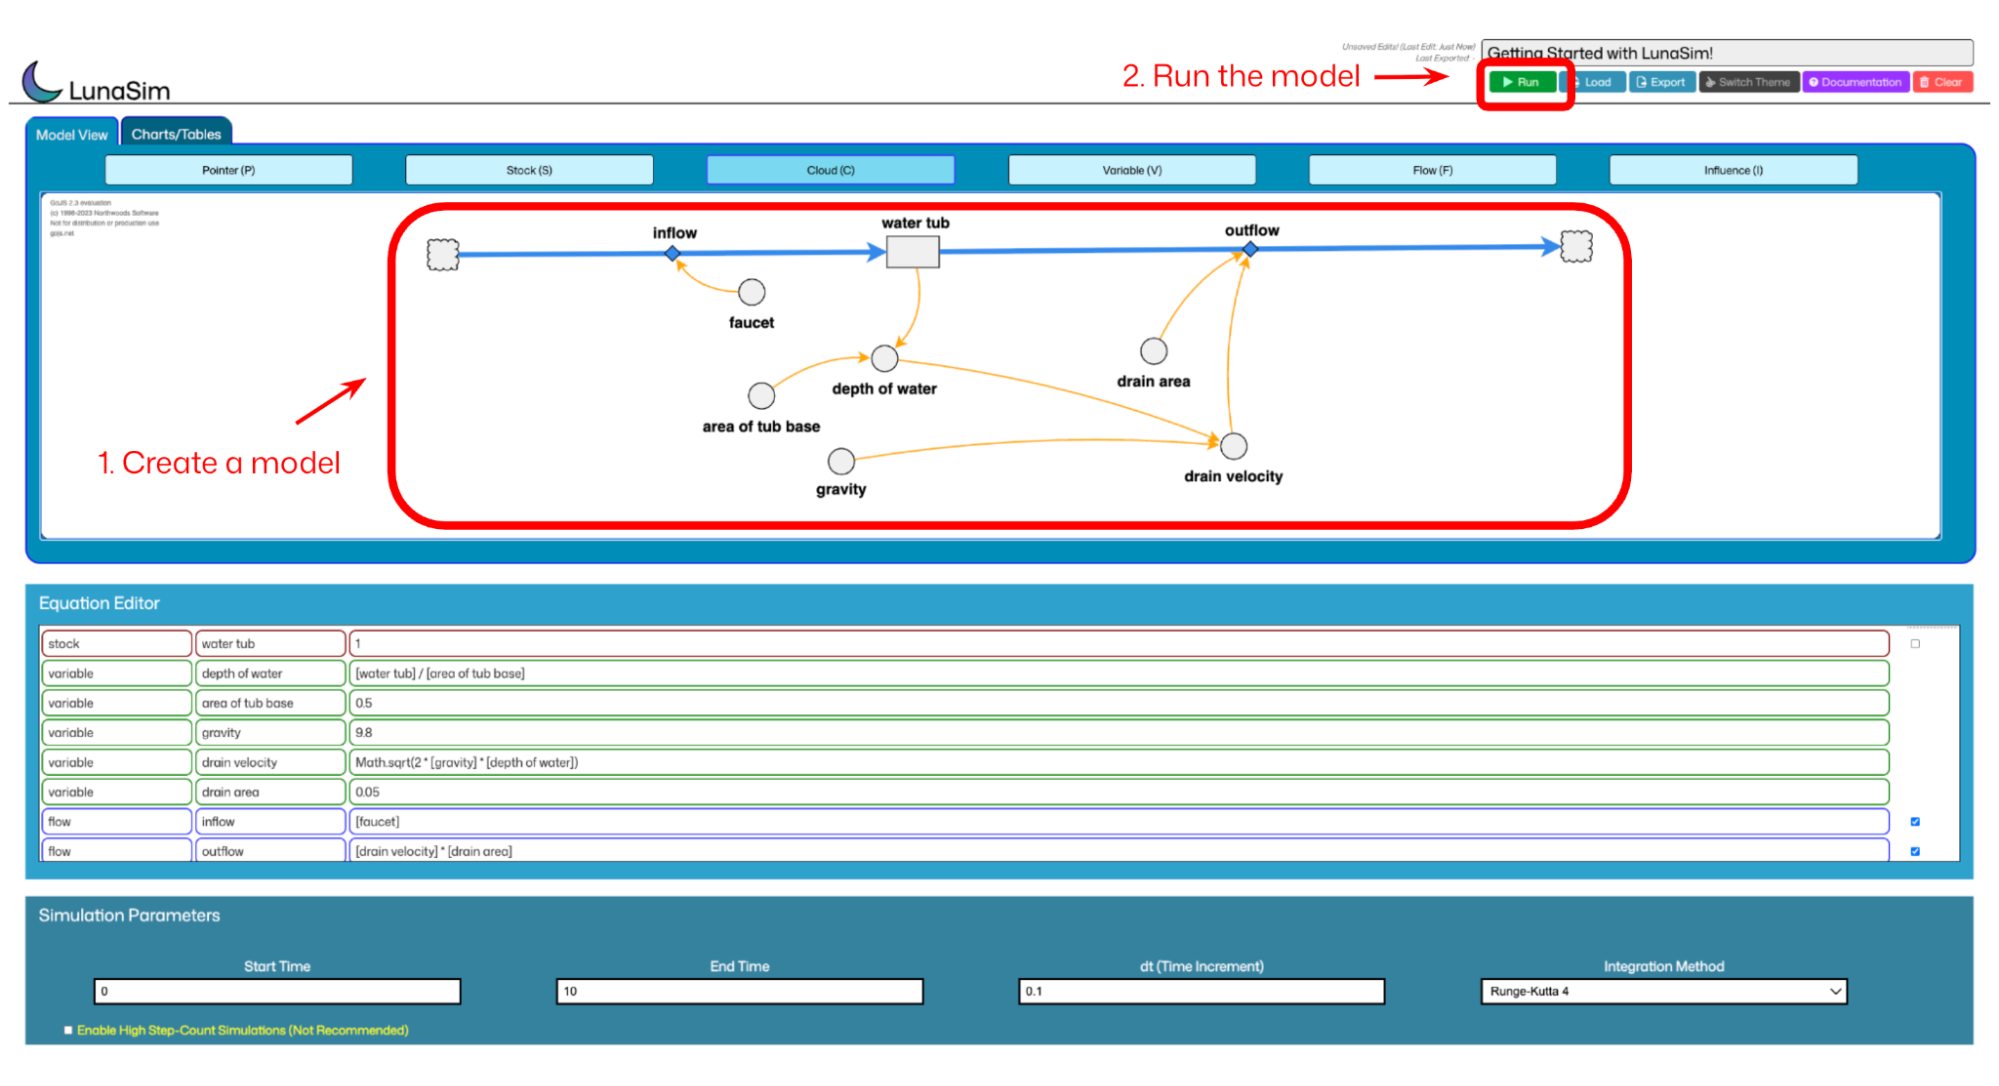 Unsaved Edits! (Last Edit: Just Now)
Last Exported -
Getting Started with LunaSim!
2. Run the model
Run
Load
Export
Switch Theme
Documentation
Clear
LunaSim
Model View
Charts/Tables
Pointer (P)
Stock (S)
Cloud (C)
Variable (V)
Flow (F)
Influence (I)
GoJS 2.3 evaluation
(c) 1998-2023 Northwoods Software
Not for distribution or production use
gojs.net
water tub
inflow
outflow
faucet
depth of water
drain area
area of tub base
1. Create a model
drain velocity
gravity
Equation Editor
stock water tub 1
variable depth of water [water tub] / [area of tub base]
variable area of tub base 0.5
variable gravity 9.8
variable drain velocity Math.sqrt(2 * [gravity] * [depth of water])
variable drain area 0.05
flow inflow [faucet]
flow outflow [drain velocity] * [drain area]
Simulation Parameters
Start Time
End Time
dt (Time Increment)
Integration Method
0
10
0.1
Runge-Kutta 4
Enable High Step-Count Simulations (Not Recommended)